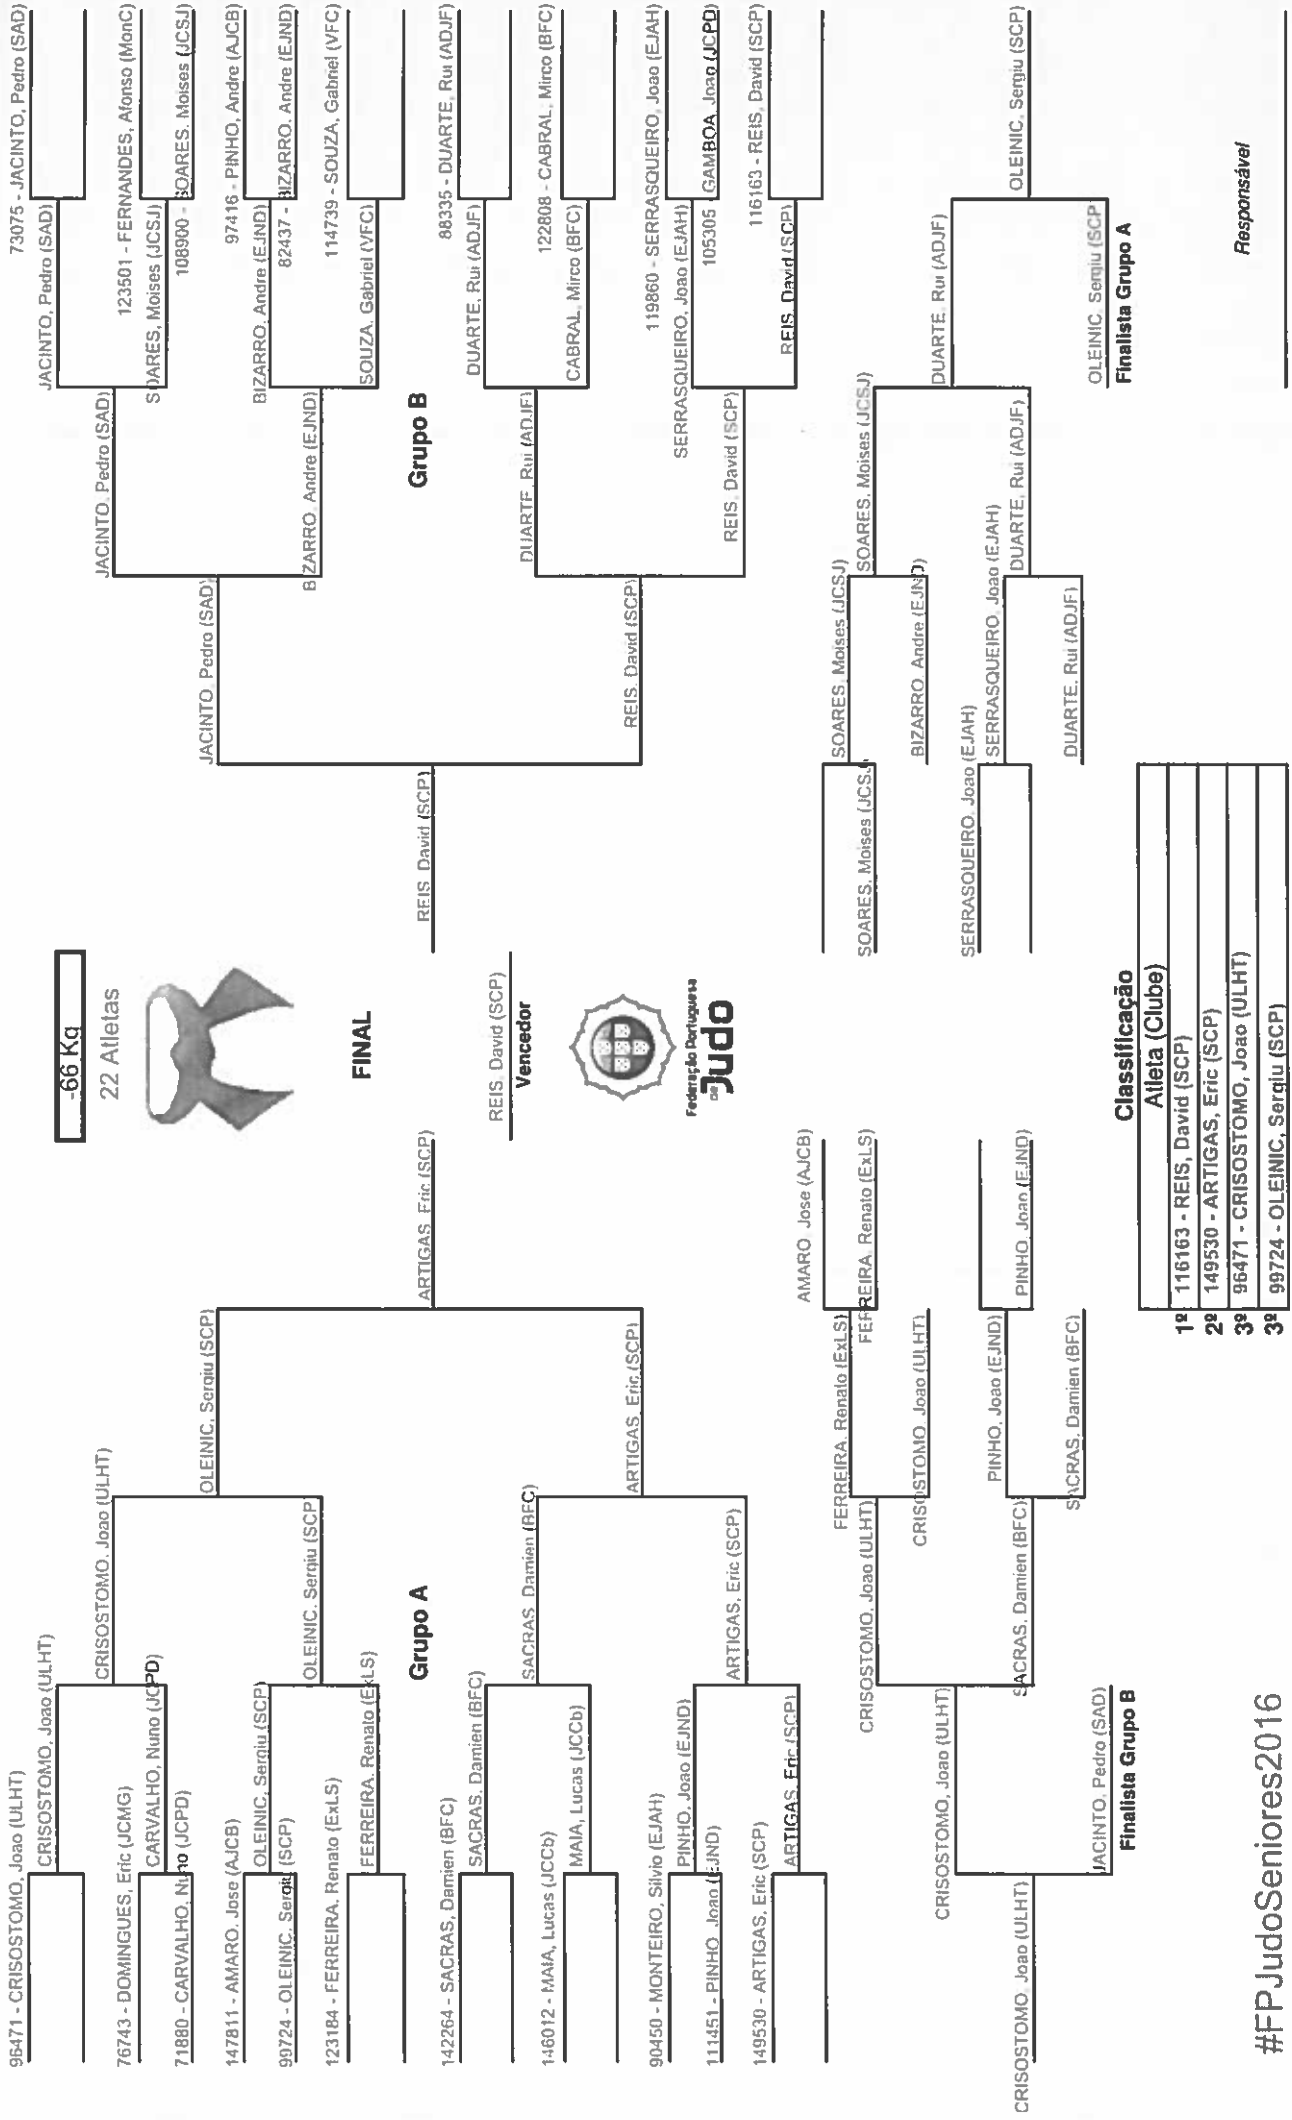 -66 Kg
22 Atletas
FINAL
REIS, David (SCP)
Vencedor
Federação Portuguesa
DE Judo
Grupo A
96471 - CRISOSTOMO, Joao (ULHT)
76743 - DOMINGUES, Eric (JCMG)
71880 - CARVALHO, Nuno (JCPD)
147811 - AMARO, Jose (AJCB)
99724 - OLEINIC, Sergiu (SCP)
123184 - FERREIRA, Renato (ExLS)
142264 - SACRAS, Damien (BFC)
146012 - MAIA, Lucas (JCCb)
90450 - MONTEIRO, Silvio (EJAH)
111451 - PINHO, Joao (EJND)
149530 - ARTIGAS, Eric (SCP)
CRISOSTOMO, Joao (ULHT)
CARVALHO, Nuno (JCPD)
OLEINIC, Sergiu (SCP)
FERREIRA, Renato (ExLS)
SACRAS, Damien (BFC)
MAIA, Lucas (JCCb)
PINHO, Joao (EJND)
ARTIGAS, Eric (SCP)
CRISOSTOMO, Joao (ULHT)
OLEINIC, Sergiu (SCP
SACRAS, Damien (BFC)
ARTIGAS, Eric (SCP)
OLEINIC, Sergiu (SCP)
ARTIGAS, Eric (SCP)
ARTIGAS, Eric (SCP)
Grupo B
73075 - JACINTO, Pedro (SAD)
123501 - FERNANDES, Afonso (MonC)
108900 - SOARES, Moises (JCSJ)
97416 - PINHO, Andre (AJCB)
82437 - BIZARRO, Andre (EJND)
114739 - SOUZA, Gabriel (VFC)
88335 - DUARTE, Rui (ADJF)
122808 - CABRAL, Mirco (BFC)
119860 - SERRASQUEIRO, Joao (EJAH)
105305 - GAMBOA, Joao (JCPD)
116163 - REIS, David (SCP)
JACINTO, Pedro (SAD)
SOARES, Moises (JCSJ)
BIZARRO, Andre (EJND)
SOUZA, Gabriel (VFC)
DUARTE, Rui (ADJF)
CABRAL, Mirco (BFC)
SERRASQUEIRO, Joao (EJAH)
REIS, David (SCP)
JACINTO, Pedro (SAD)
BIZARRO, Andre (EJND)
DUARTE, Rui (ADJF)
REIS, David (SCP)
JACINTO, Pedro (SAD)
REIS, David (SCP)
REIS, David (SCP)
AMARO, Jose (AJCB)
FERREIRA, Renato (ExLS)
PINHO, Joao (EJND)
FERREIRA, Renato (ExLS)
CRISOSTOMO, Joao (ULHT)
PINHO, Joao (EJND)
SACRAS, Damien (BFC)
CRISOSTOMO, Joao (ULHT)
SACRAS, Damien (BFC)
CRISOSTOMO, Joao (ULHT)
JACINTO, Pedro (SAD)
Finalista Grupo B
CRISOSTOMO, Joao (ULHT)
SOARES, Moises (JCSJ
SERRASQUEIRO, Joao (EJAH)
SOARES, Moises (JCSJ)
BIZARRO, Andre (EJND)
SERRASQUEIRO, Joao (EJAH)
DUARTE, Rui (ADJF)
SOARES, Moises (JCSJ)
DUARTE, Rui (ADJF)
DUARTE, Rui (ADJF)
OLEINIC, Sergiu (SCP
Finalista Grupo A
OLEINIC, Sergiu (SCP)
Classificação
Atleta (Clube)
1º 116163 - REIS, David (SCP)
2º 149530 - ARTIGAS, Eric (SCP)
3º 96471 - CRISOSTOMO, Joao (ULHT)
3º 99724 - OLEINIC, Sergiu (SCP)
#FPJudoSeniores2016
Responsável